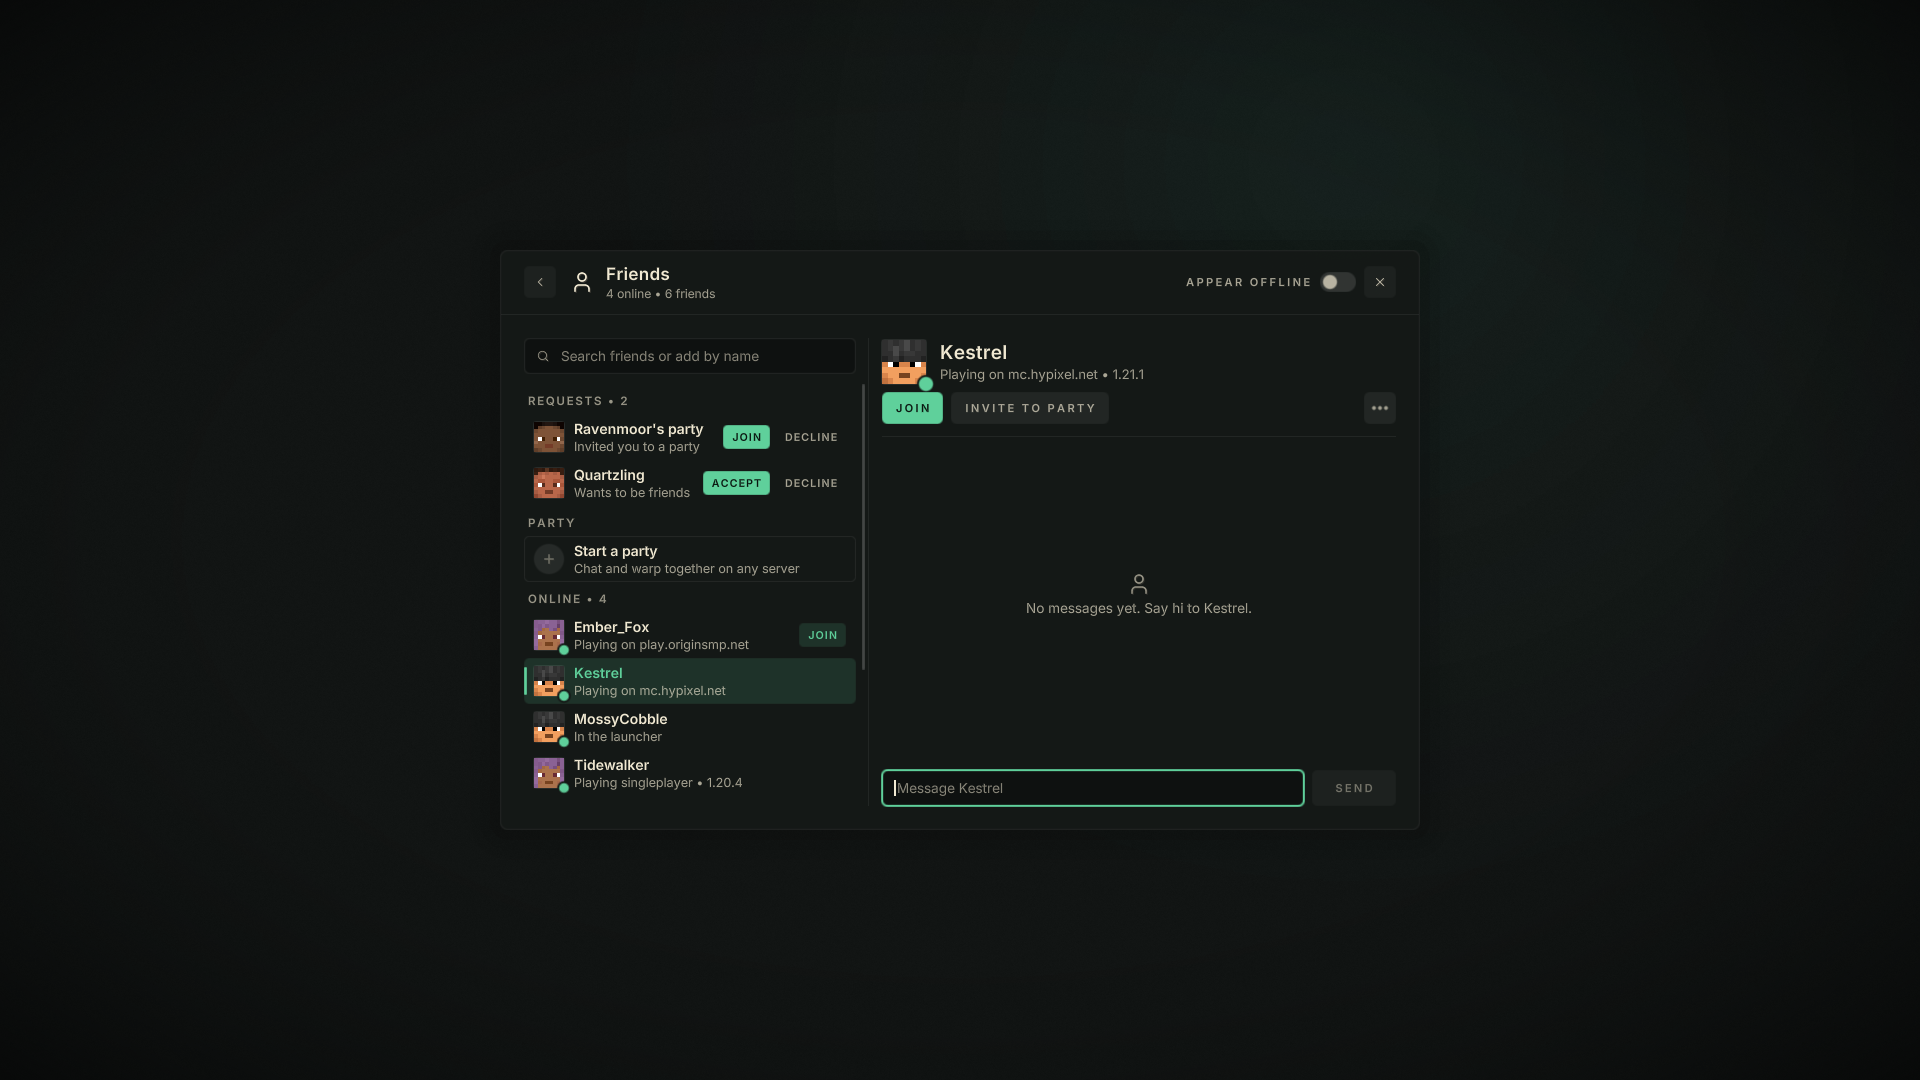 Friends
4 online • 6 friends
APPEAR OFFLINE
Search friends or add by name
REQUESTS • 2
Ravenmoor's party
Invited you to a party
JOIN
DECLINE
Quartzling
Wants to be friends
ACCEPT
DECLINE
PARTY
Start a party
Chat and warp together on any server
ONLINE • 4
Ember_Fox
Playing on play.originsmp.net
JOIN
Kestrel
Playing on mc.hypixel.net
MossyCobble
In the launcher
Tidewalker
Playing singleplayer • 1.20.4
Kestrel
Playing on mc.hypixel.net • 1.21.1
JOIN
INVITE TO PARTY
No messages yet. Say hi to Kestrel.
Message Kestrel
SEND